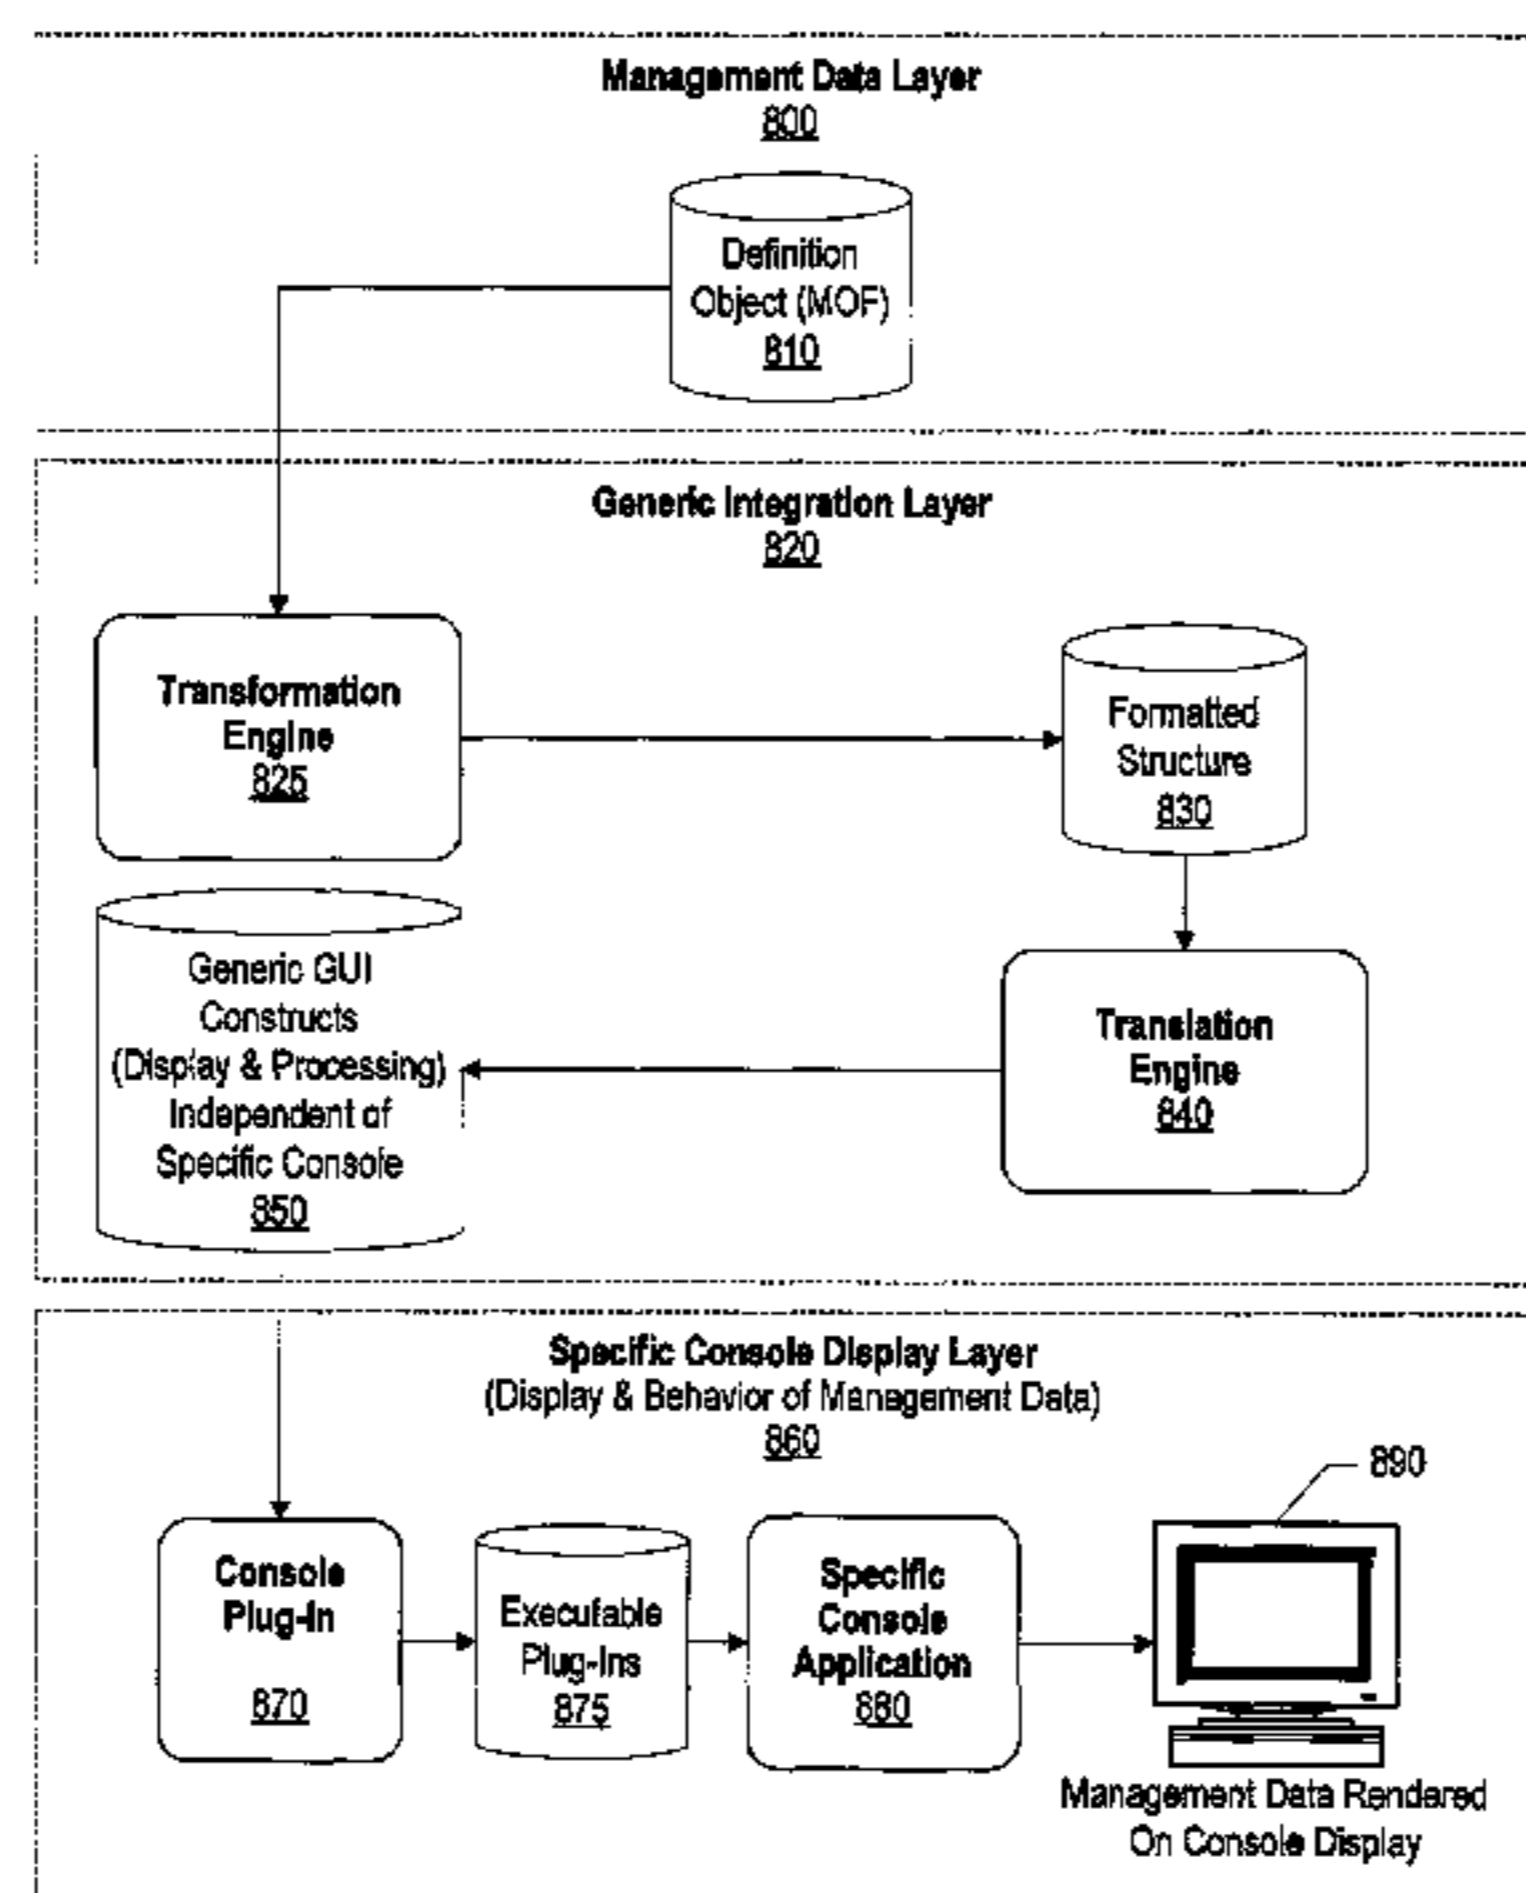 Management Data Layer
800
Definition
Object (MOF)
810
Generic Integration Layer
820
Transformation
Engine
825
Formatted
Structure
830
Generic GUI
Constructs
(Display & Processing)
Independent of
Specific Console
850
Translation
Engine
840
Specific Console Display Layer
(Display & Behavior of Management Data)
860
890
Console
Plug-In
870
Executable
Plug-Ins
875
Specific
Console
Application
880
Management Data Rendered
On Console Display